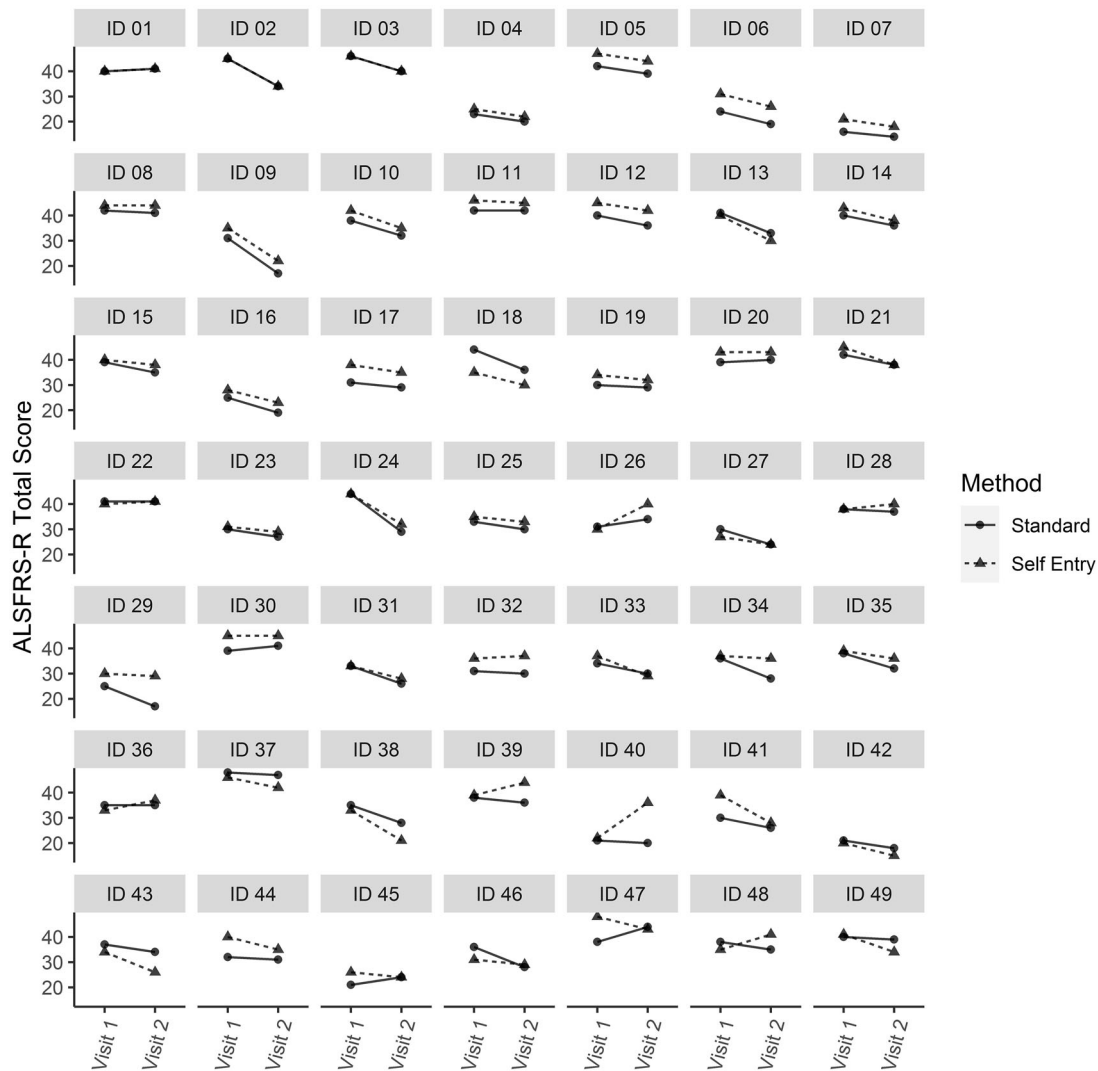 ID 01 ID 02 ID 03 ID 04 ID 05 ID 06 ID 07
40
30
20
ID 08 ID 09 ID 10 ID 11 ID 12 ID 13 ID 14
40
30
20
ID 15 ID 16 ID 17 ID 18 ID 19 ID 20 ID 21
40
30
20
ALSFRS-R Total Score
ID 22 ID 23 ID 24 ID 25 ID 26 ID 27 ID 28
40
30
20
Method
Standard
Self Entry
ID 29 ID 30 ID 31 ID 32 ID 33 ID 34 ID 35
40
30
20
ID 36 ID 37 ID 38 ID 39 ID 40 ID 41 ID 42
40
30
20
ID 43 ID 44 ID 45 ID 46 ID 47 ID 48 ID 49
40
30
20
Visit 1 Visit 2 Visit 1 Visit 2 Visit 1 Visit 2 Visit 1 Visit 2 Visit 1 Visit 2 Visit 1 Visit 2 Visit 1 Visit 2